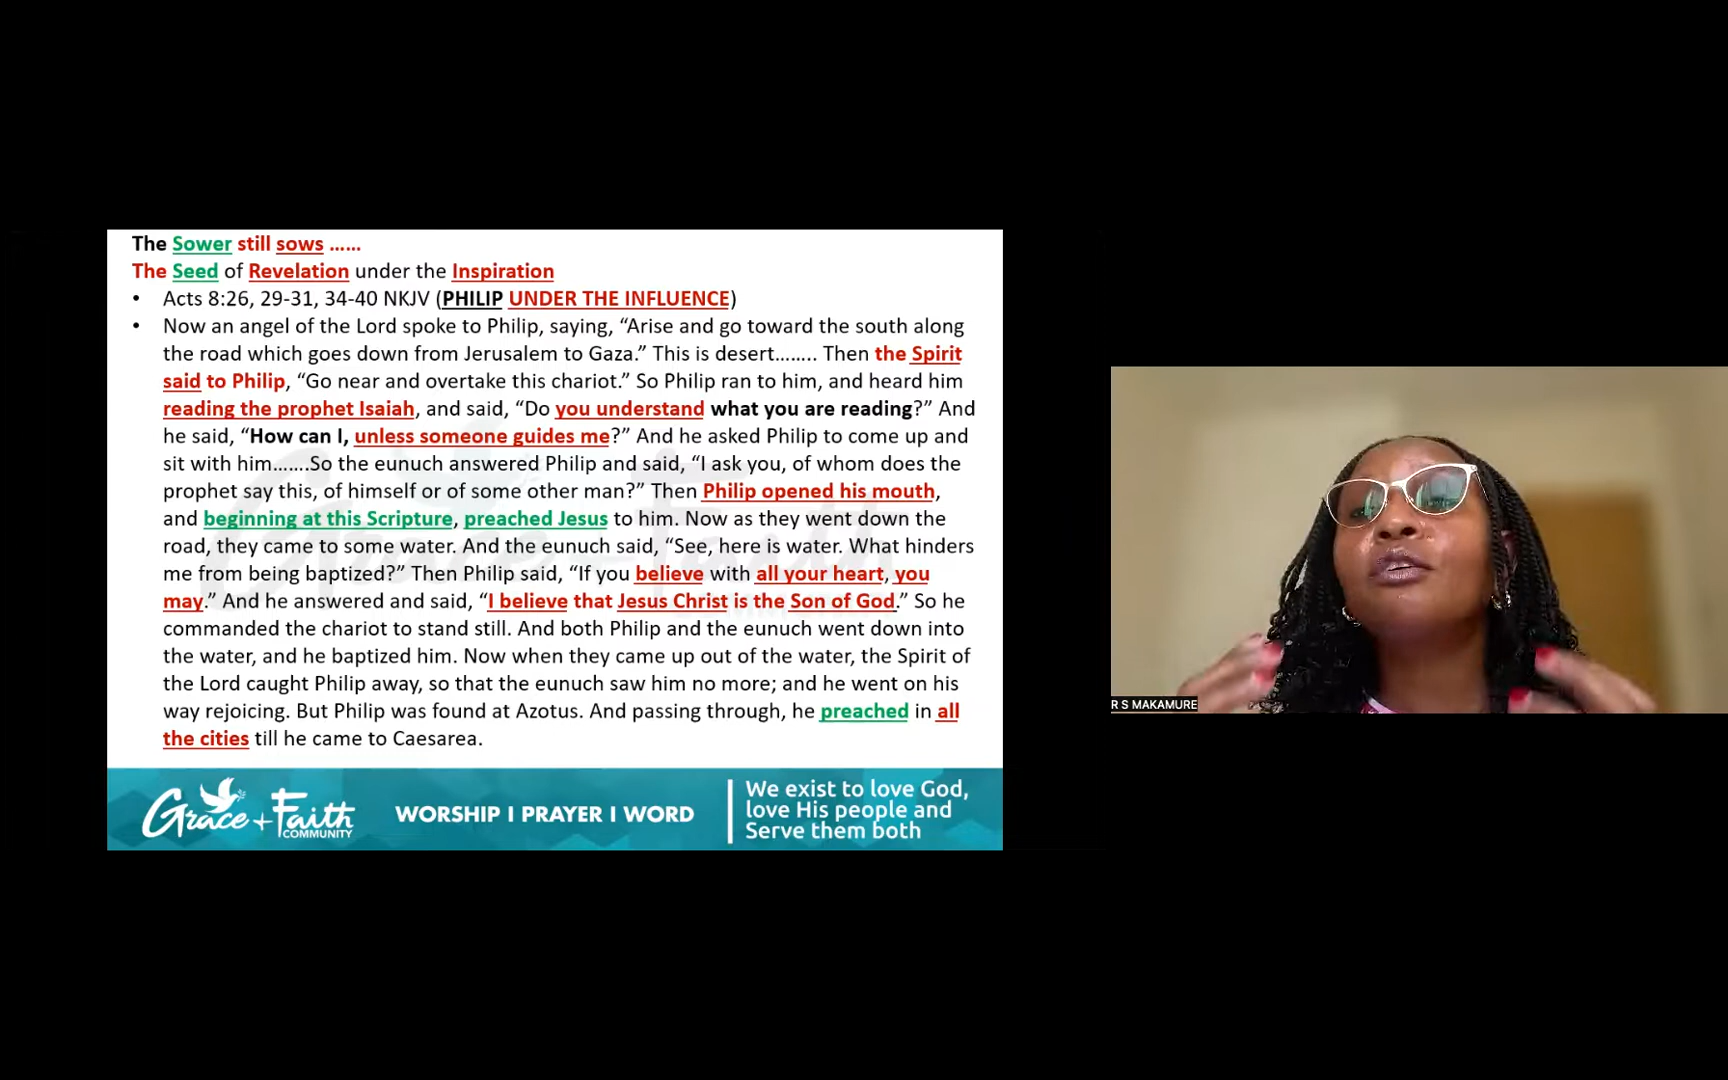 The Sower still sows ......
The Seed of Revelation under the Inspiration
• Acts 8:26, 29-31, 34-40 NKJV (PHILIP UNDER THE INFLUENCE)
• Now an angel of the Lord spoke to Philip, saying, “Arise and go toward the south along
the road which goes down from Jerusalem to Gaza.” This is desert…….. Then the Spirit
said to Philip, “Go near and overtake this chariot.” So Philip ran to him, and heard him
reading the prophet Isaiah, and said, “Do you understand what you are reading?” And
he said, “How can I, unless someone guides me?” And he asked Philip to come up and
sit with him…….So the eunuch answered Philip and said, “I ask you, of whom does the
prophet say this, of himself or of some other man?” Then Philip opened his mouth,
and beginning at this Scripture, preached Jesus to him. Now as they went down the
road, they came to some water. And the eunuch said, “See, here is water. What hinders
me from being baptized?” Then Philip said, “If you believe with all your heart, you
may.” And he answered and said, “I believe that Jesus Christ is the Son of God.” So he
commanded the chariot to stand still. And both Philip and the eunuch went down into
the water, and he baptized him. Now when they came up out of the water, the Spirit of
the Lord caught Philip away, so that the eunuch saw him no more; and he went on his
way rejoicing. But Philip was found at Azotus. And passing through, he preached in all
the cities till he came to Caesarea.
Grace + Faith
COMMUNITY
WORSHIP I PRAYER I WORD
We exist to love God,
love His people and
Serve them both
R S MAKAMURE